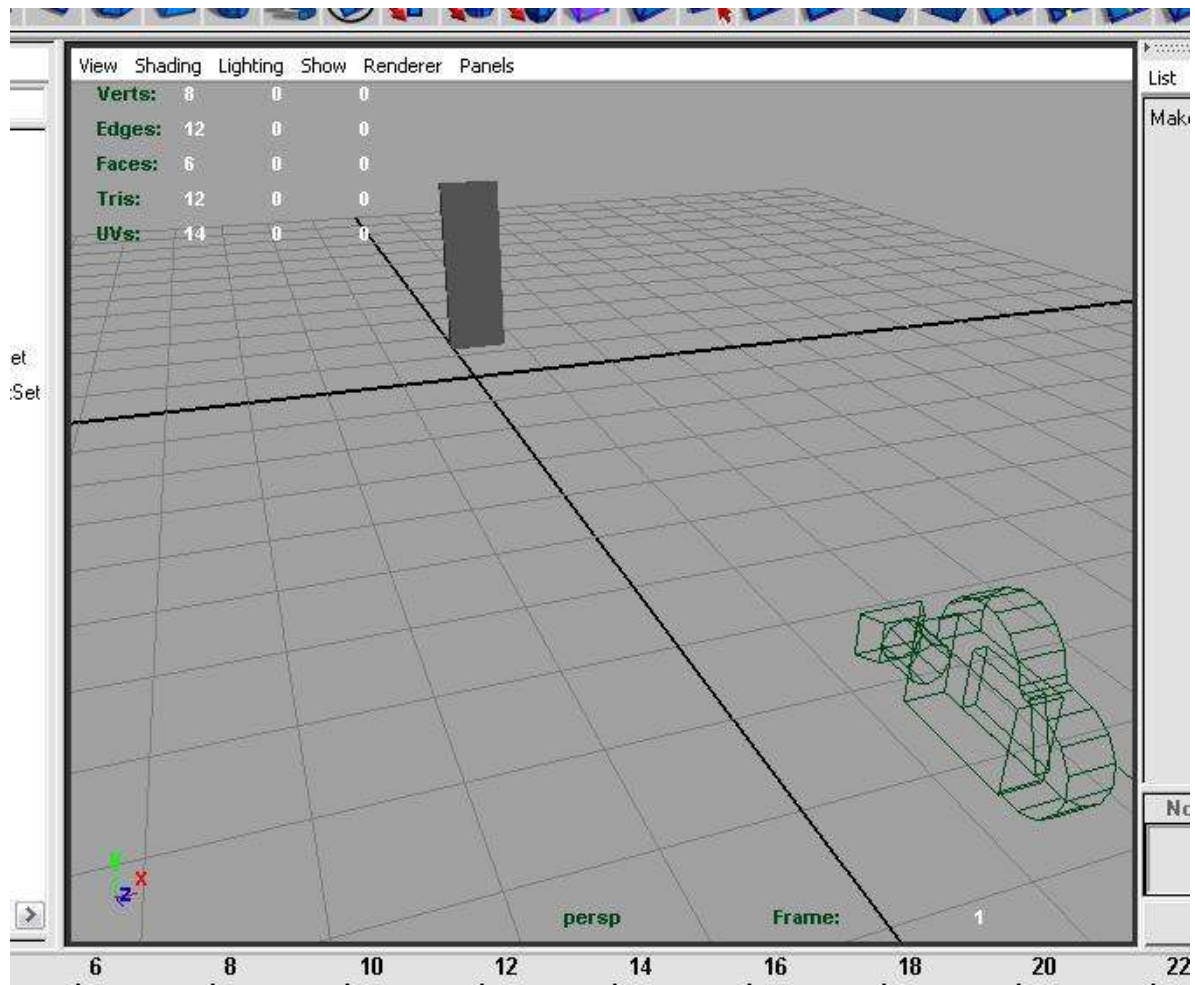 View Shading Lighting Show Renderer Panels
List
Verts: 8 0 0
Make
Edges: 12 0 0
Faces: 6 0 0
Tris: 12 0 0
UVs: 14 0 0
et
:Set
y
x
z
persp Frame: 1
6 8 10 12 14 16 18 20 22